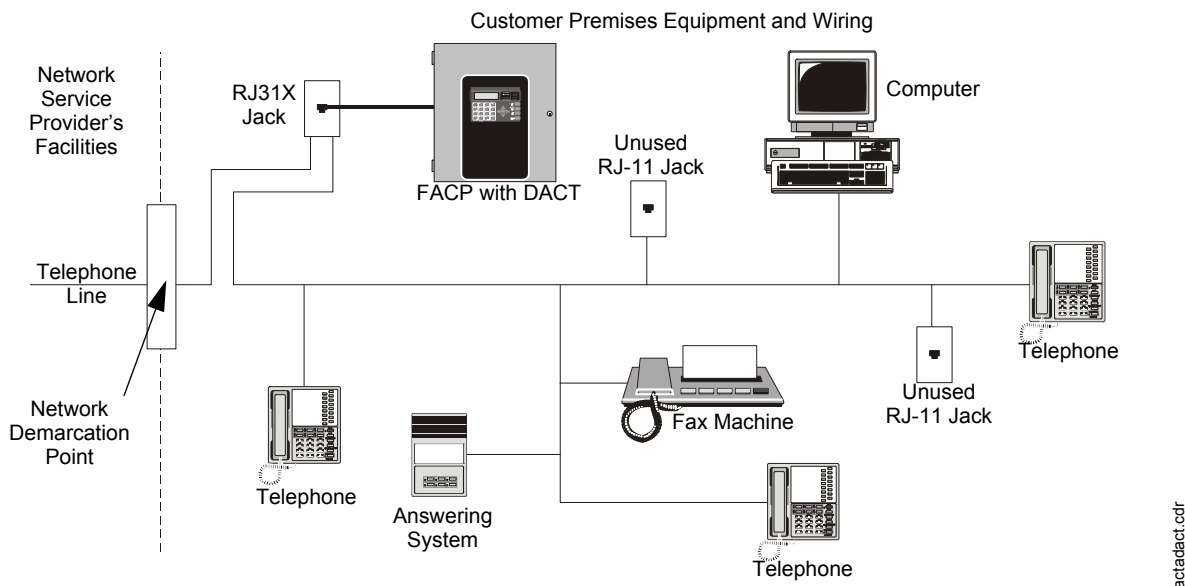 Customer Premises Equipment and Wiring
Network
Service
Provider's
Facilities
RJ31X
Jack
FACP with DACT
Unused
RJ-11 Jack
Computer
Telephone
Line
Telephone
Unused
RJ-11 Jack
Network
Demarcation
Point
Telephone
Answering
System
Fax Machine
Telephone
actadact.cdr